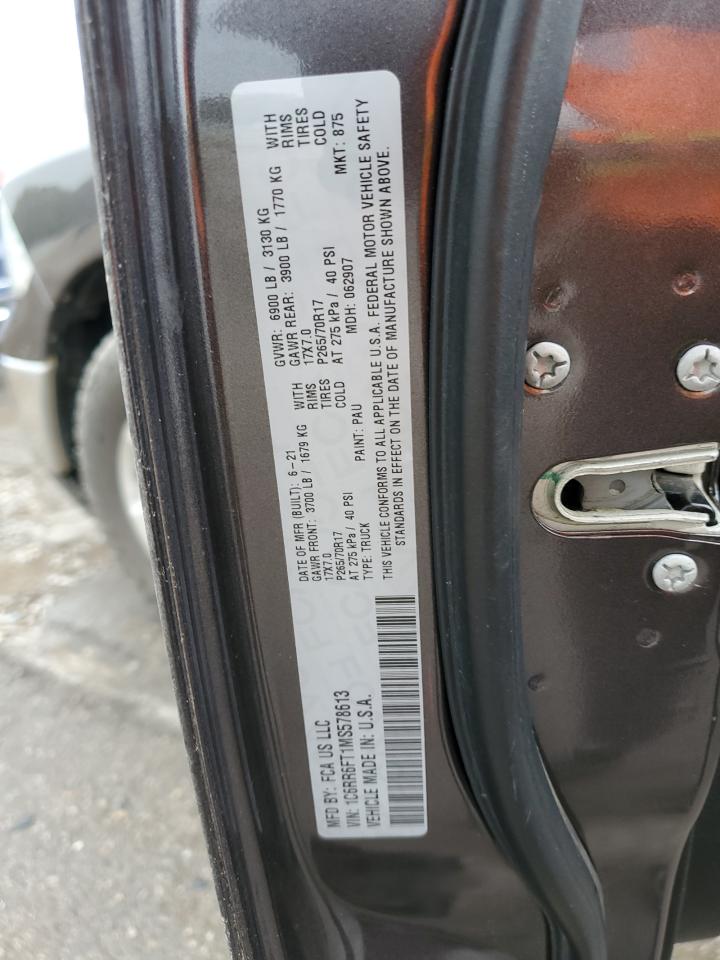 MFD BY: FCA US LLC
DATE OF MFR (BUILT): 6-21
GVWR: 6900 LB / 3130 KG
GAWR FRONT: 3700 LB / 1679 KG WITH
17X7.0 RIMS
P265/70R17 TIRES
AT 275 kPa / 40 PSI COLD
GAWR REAR: 3900 LB / 1770 KG WITH
17X7.0 RIMS
P265/70R17 TIRES
AT 275 kPa / 40 PSI COLD
VIN: 1C6RR6FT1MS578613
TYPE: TRUCK PAINT: PAU MDH: 062907 MKT: 875
VEHICLE MADE IN: U.S.A.
THIS VEHICLE CONFORMS TO ALL APPLICABLE U.S.A. FEDERAL MOTOR VEHICLE SAFETY
STANDARDS IN EFFECT ON THE DATE OF MANUFACTURE SHOWN ABOVE.